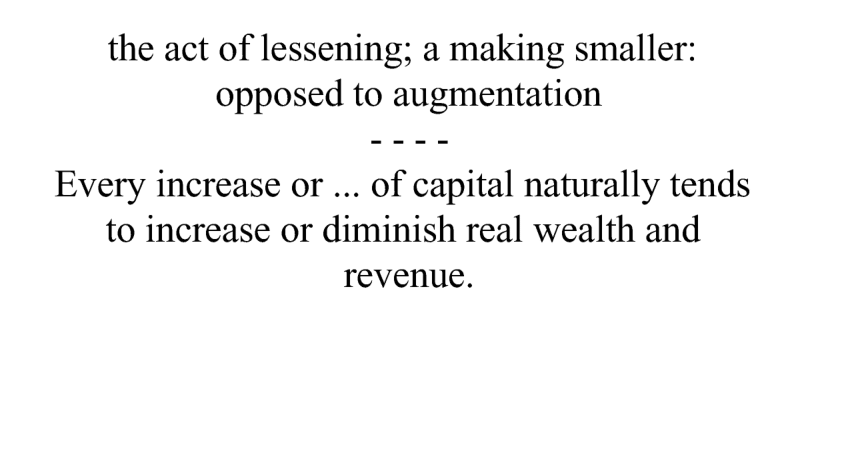 the act of lessening; a making smaller:
opposed to augmentation
- - - -
Every increase or ... of capital naturally tends
to increase or diminish real wealth and
revenue.